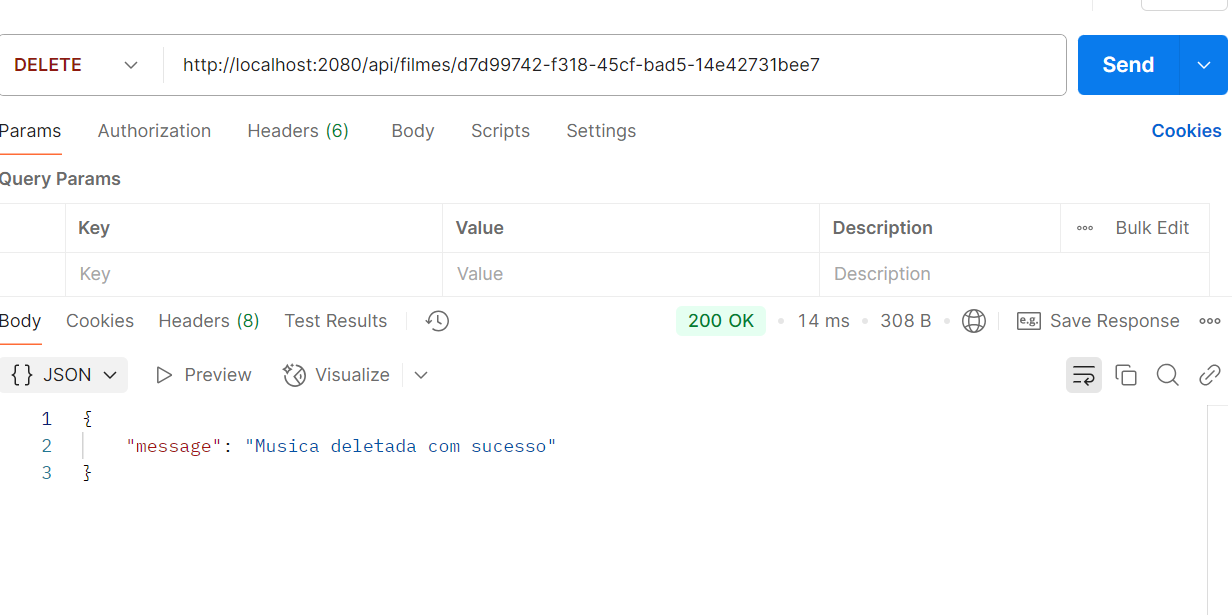 DELETE http://localhost:2080/api/filmes/d7d99742-f318-45cf-bad5-14e42731bee7 Send
Params Authorization Headers (6) Body Scripts Settings Cookies
Query Params
Key Value Description Bulk Edit
Key Value Description
Body Cookies Headers (8) Test Results 200 OK • 14 ms • 308 B • e.g. Save Response
{} JSON Preview Visualize
1 {
2 "message": "Musica deletada com sucesso"
3 }